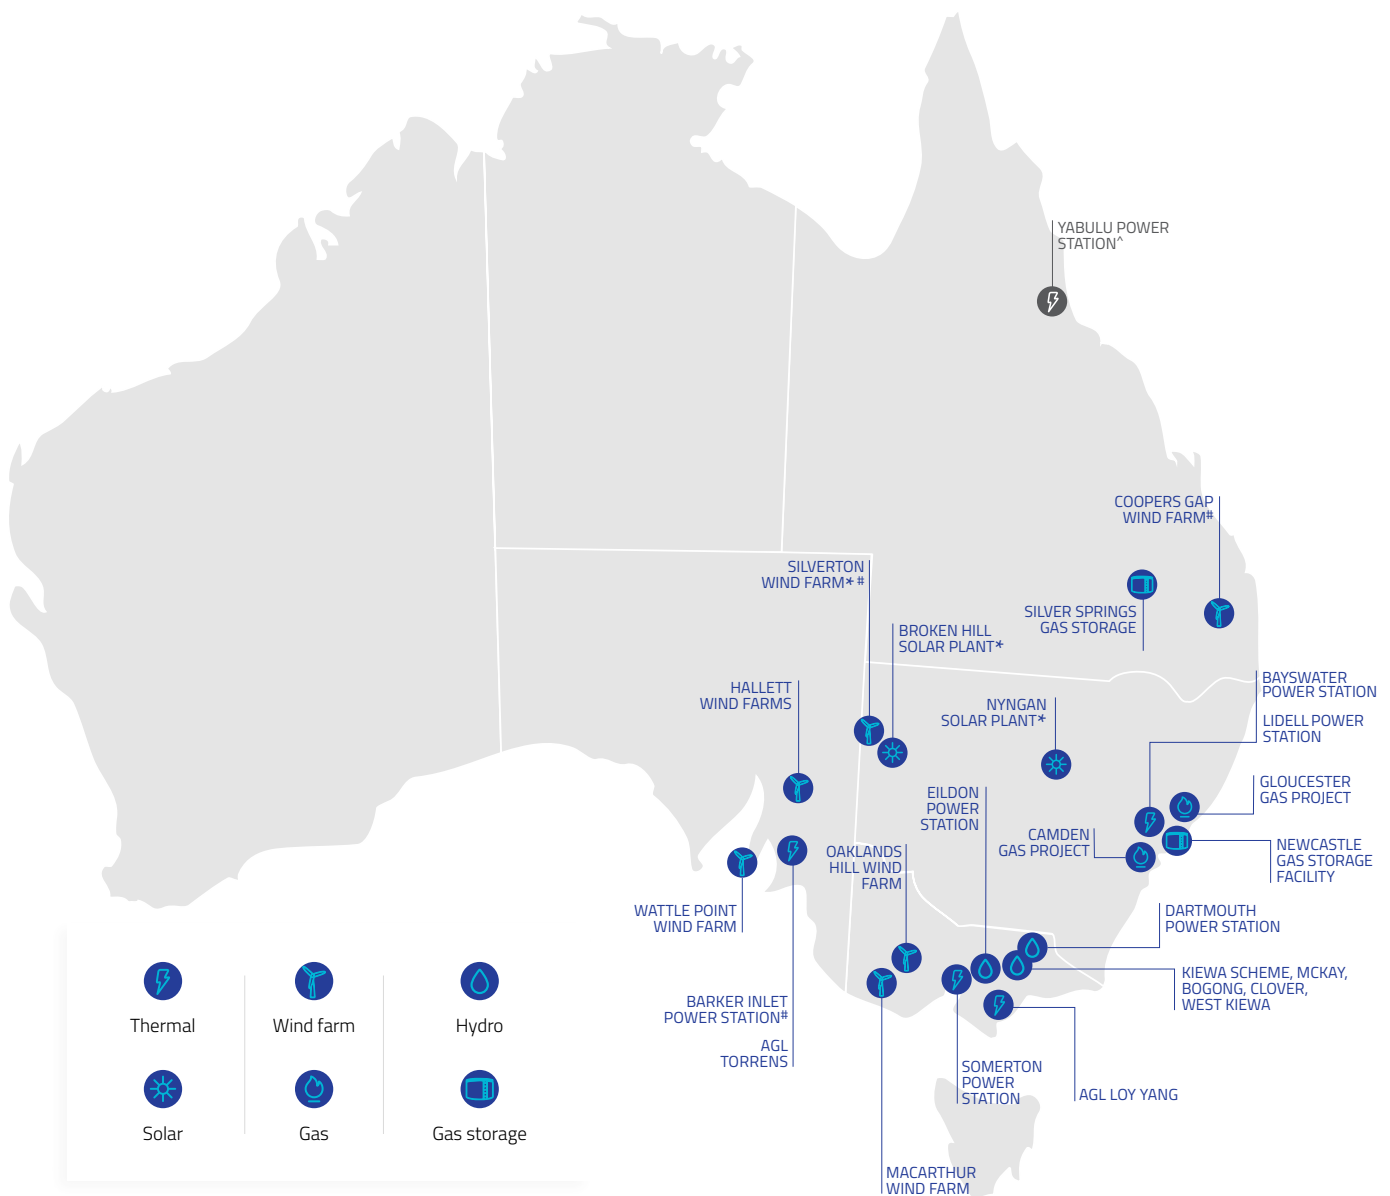 YABULU POWER
STATION^
COOPERS GAP
WIND FARM#
SILVERTON
WIND FARM*#
SILVER SPRINGS
GAS STORAGE
BROKEN HILL
SOLAR PLANT*
HALLETT
WIND FARMS
NYNGAN
SOLAR PLANT*
BAYSWATER
POWER STATION
LIDELL POWER
STATION
GLOUCESTER
GAS PROJECT
EILDON
POWER
STATION
CAMDEN
GAS PROJECT
OAKLANDS
HILL WIND
FARM
NEWCASTLE
GAS STORAGE
FACILITY
WATTLE POINT
WIND FARM
DARTMOUTH
POWER STATION
KIEWA SCHEME, MCKAY,
BOGONG, CLOVER,
WEST KIEWA
BARKER INLET
POWER STATION#
AGL
TORRENS
SOMERTON
POWER
STATION
AGL LOY YANG
MACARTHUR
WIND FARM
Thermal
Wind farm
Hydro
Solar
Gas
Gas storage